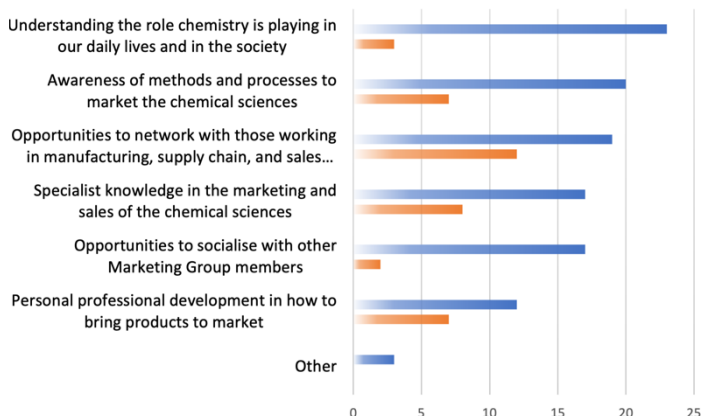 Understanding the role chemistry is playing in
our daily lives and in the society
Awareness of methods and processes to
market the chemical sciences
Opportunities to network with those working
in manufacturing, supply chain, and sales...
Specialist knowledge in the marketing and
sales of the chemical sciences
Opportunities to socialise with other
Marketing Group members
Personal professional development in how to
bring products to market
Other
0 5 10 15 20 25